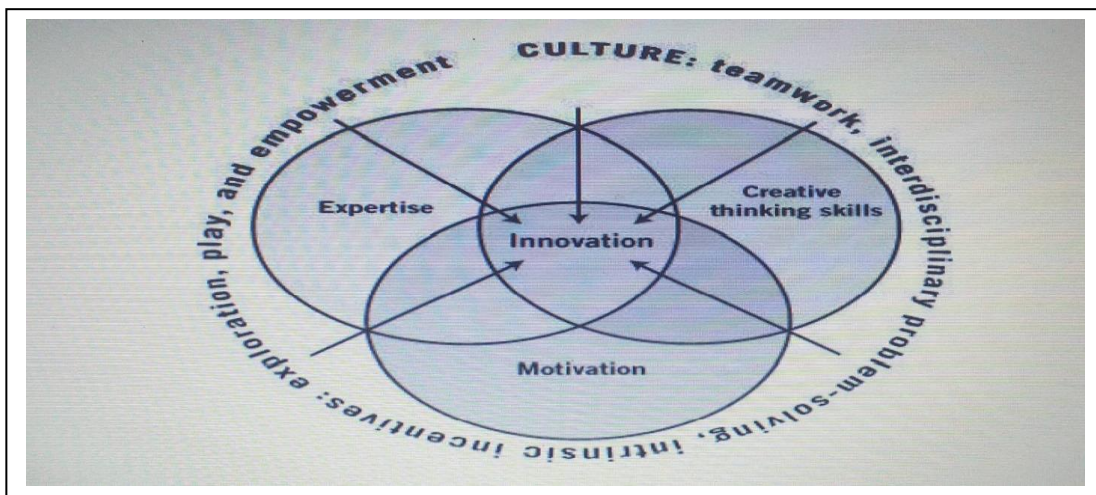 CULTURE: teamwork, interdisciplinary problem-solving, intrinsic incentives: exploration, play, and empowerment
Expertise
Creative
thinking skills
Innovation
Motivation